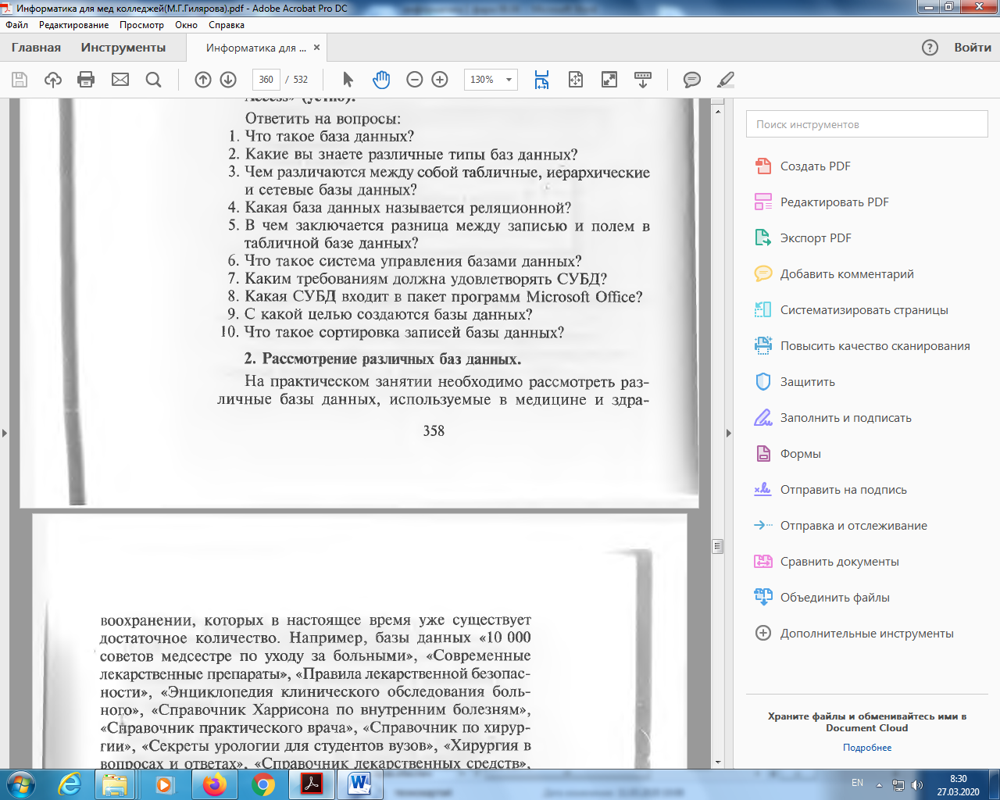 Информатика для мед колледжей(М.Г.Гилярова).pdf - Adobe Acrobat Pro DC
Файл Редактирование Просмотр Окно Справка
Главная Инструменты Информатика для ... × Войти
360 / 532 130%
Access» (устно).
Ответить на вопросы:
1. Что такое база данных?
2. Какие вы знаете различные типы баз данных?
3. Чем различаются между собой табличные, иерархические
и сетевые базы данных?
4. Какая база данных называется реляционной?
5. В чем заключается разница между записью и полем в
табличной базе данных?
6. Что такое система управления базами данных?
7. Каким требованиям должна удовлетворять СУБД?
8. Какая СУБД входит в пакет программ Microsoft Office?
9. С какой целью создаются базы данных?
10. Что такое сортировка записей базы данных?
2. Рассмотрение различных баз данных.
На практическом занятии необходимо рассмотреть раз-
личные базы данных, используемые в медицине и здра-
358
воохранении, которых в настоящее время уже существует
достаточное количество. Например, базы данных «10 000
советов медсестре по уходу за больными», «Современные
лекарственные препараты», «Правила лекарственной безопас-
ности», «Энциклопедия клинического обследования боль-
ного», «Справочник Харрисона по внутренним болезням»,
«Справочник практического врача», «Справочник по хирур-
гии», «Секреты урологии для студентов вузов», «Хирургия в
вопросах и ответах», «Справочник лекарственных средств»,
Поиск инструментов
Создать PDF
Редактировать PDF
Экспорт PDF
Добавить комментарий
Систематизировать страницы
Повысить качество сканирования
Защитить
Заполнить и подписать
Формы
Отправить на подпись
Отправка и отслеживание
Сравнить документы
Объединить файлы
Дополнительные инструменты
Храните файлы и обменивайтесь ими в
Document Cloud
Подробнее
EN
8:30
27.03.2020